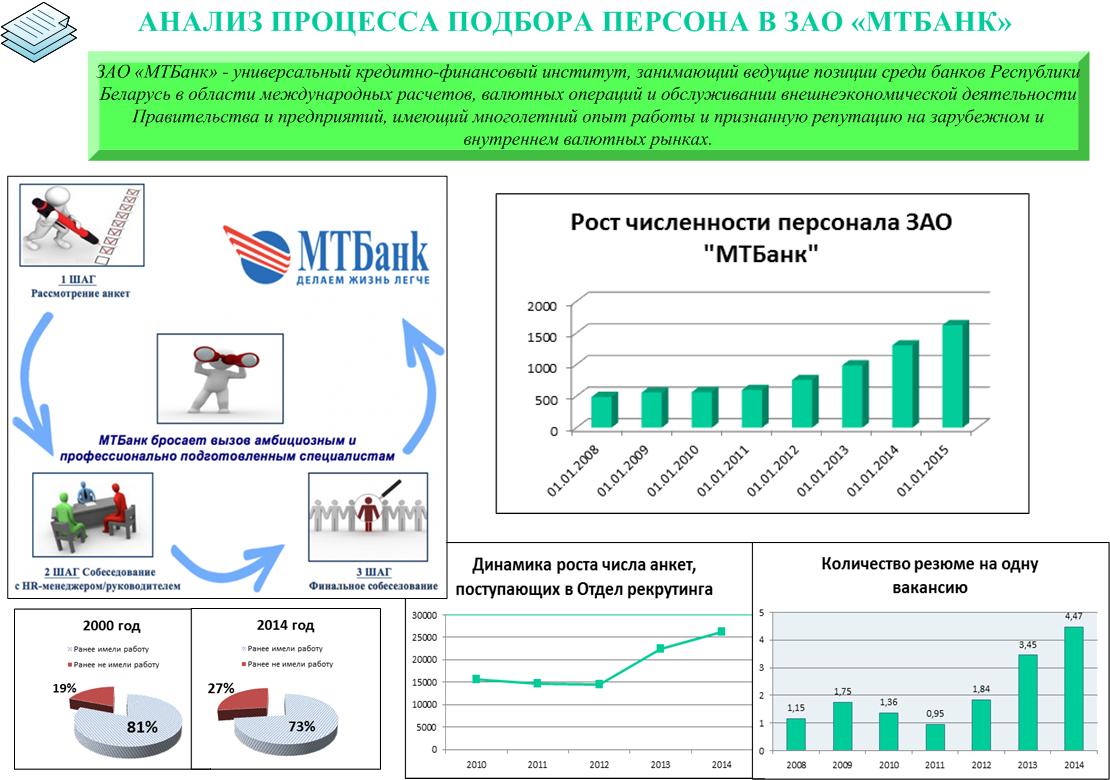 АНАЛИЗ ПРОЦЕССА ПОДБОРА ПЕРСОНА В ЗАО «МТБАНК»
ЗАО «МТБанк» - универсальный кредитно-финансовый институт, занимающий ведущие позиции среди банков Республики
Беларусь в области международных расчетов, валютных операций и обслуживании внешнеэкономической деятельности
Правительства и предприятий, имеющий многолетний опыт работы и признанную репутацию на зарубежном и
внутреннем валютных рынках.
1 ШАГ
Рассмотрение анкет
МТБанк
ДЕЛАЕМ ЖИЗНЬ ЛЕГЧЕ
МТБанк бросает вызов амбициозным и
профессионально подготовленным специалистам
2 ШАГ Собеседование
с HR-менеджером/руководителем
3 ШАГ
Финальное собеседование
Рост численности персонала ЗАО
"МТБанк"
2000
1500
1000
500
0
01.01.2008
01.01.2009
01.01.2010
01.01.2011
01.01.2012
01.01.2013
01.01.2014
01.01.2015
2000 год
Ранее имели работу
Ранее не имели работу
19%
81%
2014 год
Ранее имели работу
Ранее не имели работу
27%
73%
Динамика роста числа анкет,
поступающих в Отдел рекрутинга
30000
25000
20000
15000
10000
5000
0
2010 2011 2012 2013 2014
Количество резюме на одну
вакансию
5
4
3
2
1
0
1,15 1,75 1,36 0,95 1,84 3,45 4,47
2008 2009 2010 2011 2012 2013 2014